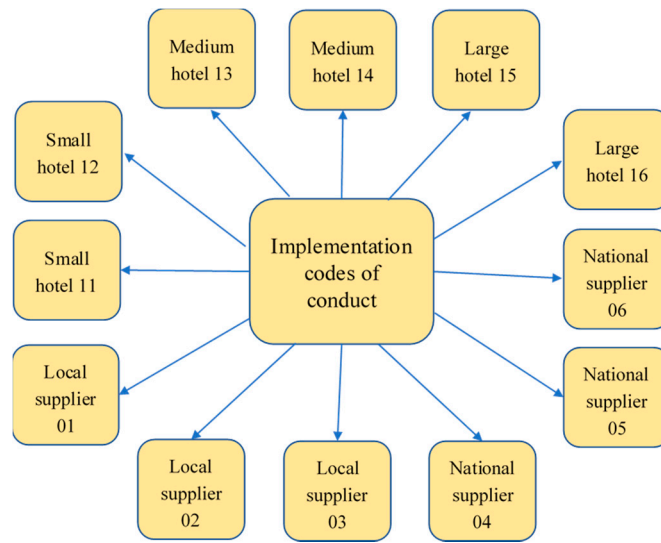 Medium
hotel 13
Medium
hotel 14
Large
hotel 15
Small
hotel 12
Large
hotel 16
Implementation
codes of
conduct
Small
hotel 11
National
supplier
06
Local
supplier
01
National
supplier
05
Local
supplier
02
Local
supplier
03
National
supplier
04